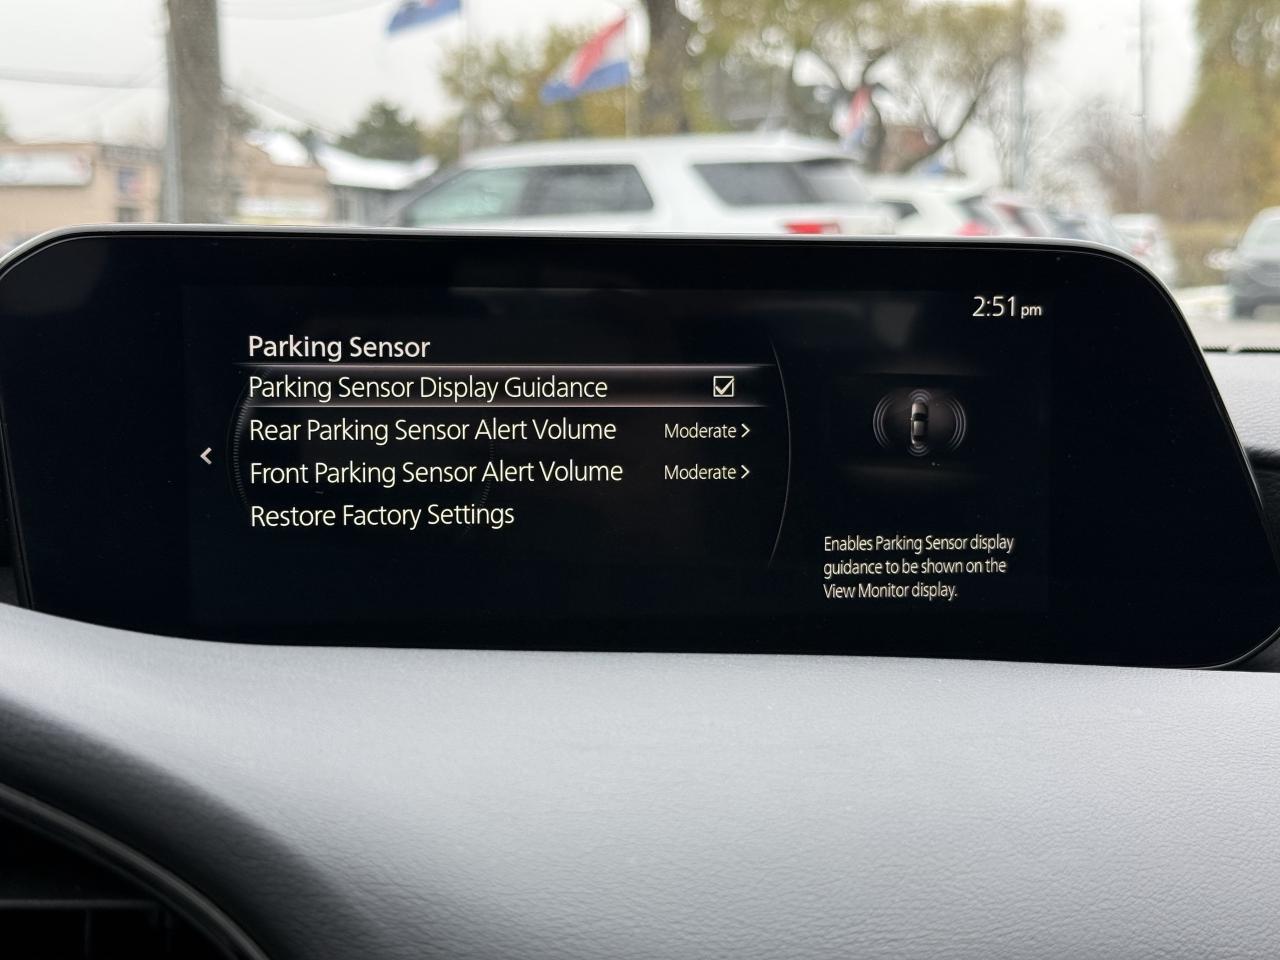 2:51 pm
Parking Sensor
Parking Sensor Display Guidance
Rear Parking Sensor Alert Volume Moderate >
Front Parking Sensor Alert Volume Moderate >
Restore Factory Settings
Enables Parking Sensor display
guidance to be shown on the
View Monitor display.